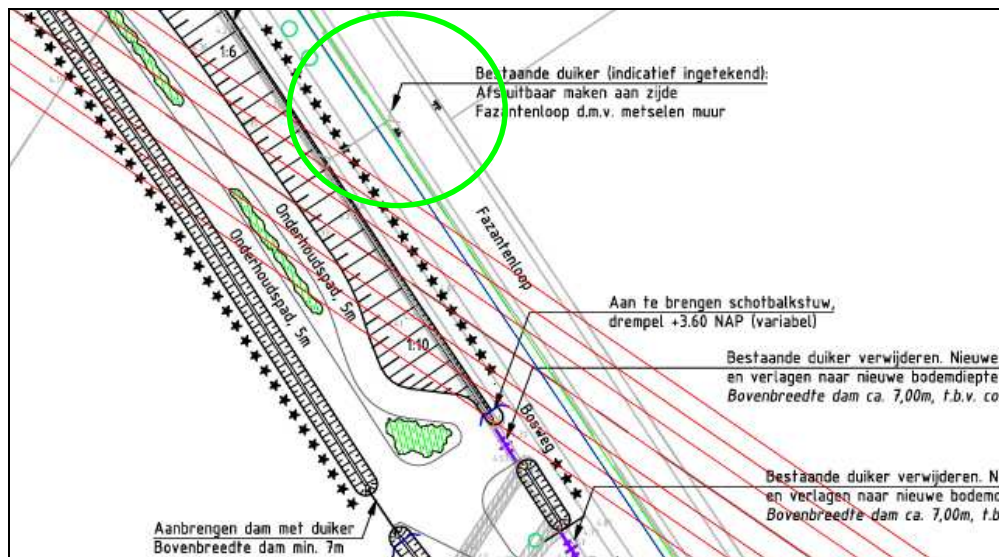 1:6
Bestaande duiker (indicatief ingetekend):
Afsluitbaar maken aan zijde
Fazantenloop d.m.v. metselen muur
Onderhoudspad, 5m
Onderhoudspad, 5m
Fazantenloop
Aan te brengen schotbalkstuw,
drempel +3.60 NAP (variabel)
1:10
Bestaande duiker verwijderen. Nieuwe
en verlagen naar nieuwe bodemdiepte
Bovenbreedte dam ca. 7,00m, t.b.v. co
Bosweg
Bestaande duiker verwijderen. N
en verlagen naar nieuwe bodemd
Bovenbreedte dam ca. 7,00m, t.b
Aanbrengen dam met duiker
Bovenbreedte dam min. 7m